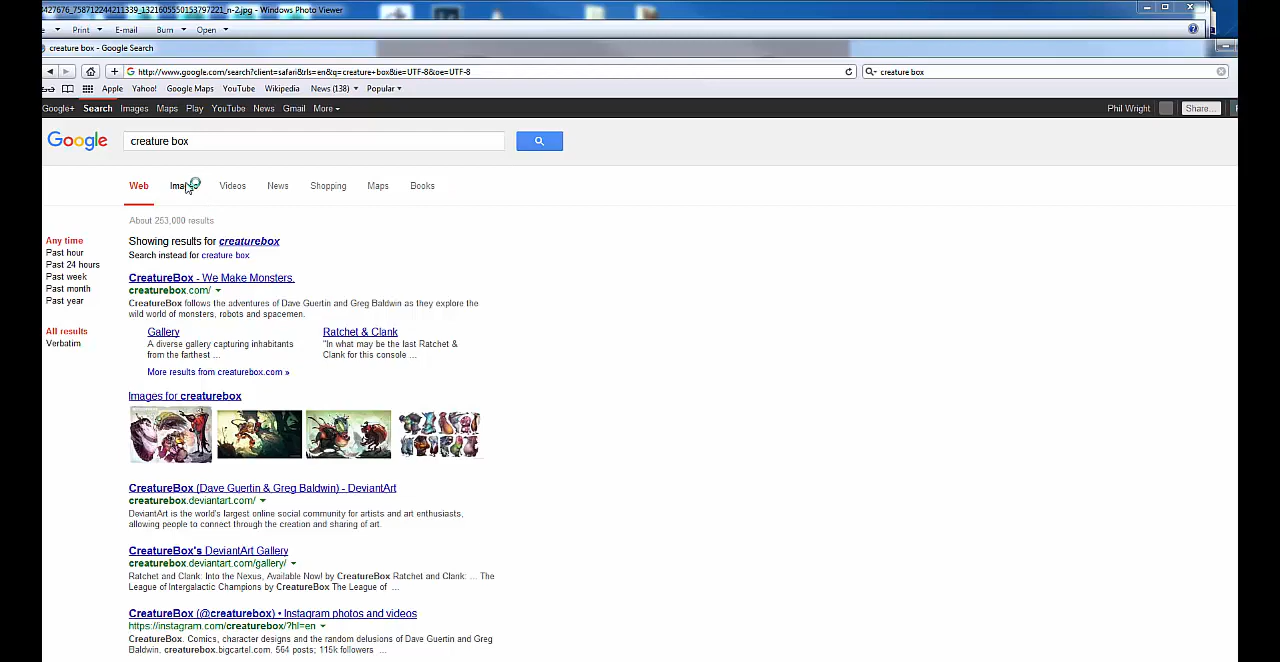 3427676_758712244211339_1321605550153797221_n-2.jpg - Windows Photo Viewer
Print E-mail Burn Open
creature box - Google Search
http://www.google.com/search?client=safari&rls=en&q=creature+box&ie=UTF-8&oe=UTF-8 creature box
Apple Yahoo! Google Maps YouTube Wikipedia News (138) Popular
Google+ Search Images Maps Play YouTube News Gmail More Phil Wright Share...
Google creature box
Web Videos News Shopping Maps Books
About 253,000 results
Any time
Past hour
Past 24 hours
Past week
Past month
Past year
All results
Verbatim
Showing results for creaturebox
Search instead for creature box
CreatureBox - We Make Monsters.
creaturebox.com/
CreatureBox follows the adventures of Dave Guertin and Greg Baldwin as they explore the
wild world of monsters, robots and spacemen.
Gallery
A diverse gallery capturing inhabitants
from the farthest ...
Ratchet & Clank
"In what may be the last Ratchet &
Clank for this console ...
More results from creaturebox.com »
Images for creaturebox
CreatureBox (Dave Guertin & Greg Baldwin) - DeviantArt
creaturebox.deviantart.com/
DeviantArt is the world's largest online social community for artists and art enthusiasts,
allowing people to connect through the creation and sharing of art.
CreatureBox's DeviantArt Gallery
creaturebox.deviantart.com/gallery/
Ratchet and Clank: Into the Nexus, Available Now! by CreatureBox Ratchet and Clank: ... The
League of Intergalactic Champions by CreatureBox The League of ...
CreatureBox (@creaturebox) • Instagram photos and videos
https://instagram.com/creaturebox/?hl=en
CreatureBox. Comics, character designs and the random delusions of Dave Guertin and Greg
Baldwin. creaturebox.bigcartel.com. 564 posts; 115k followers ...